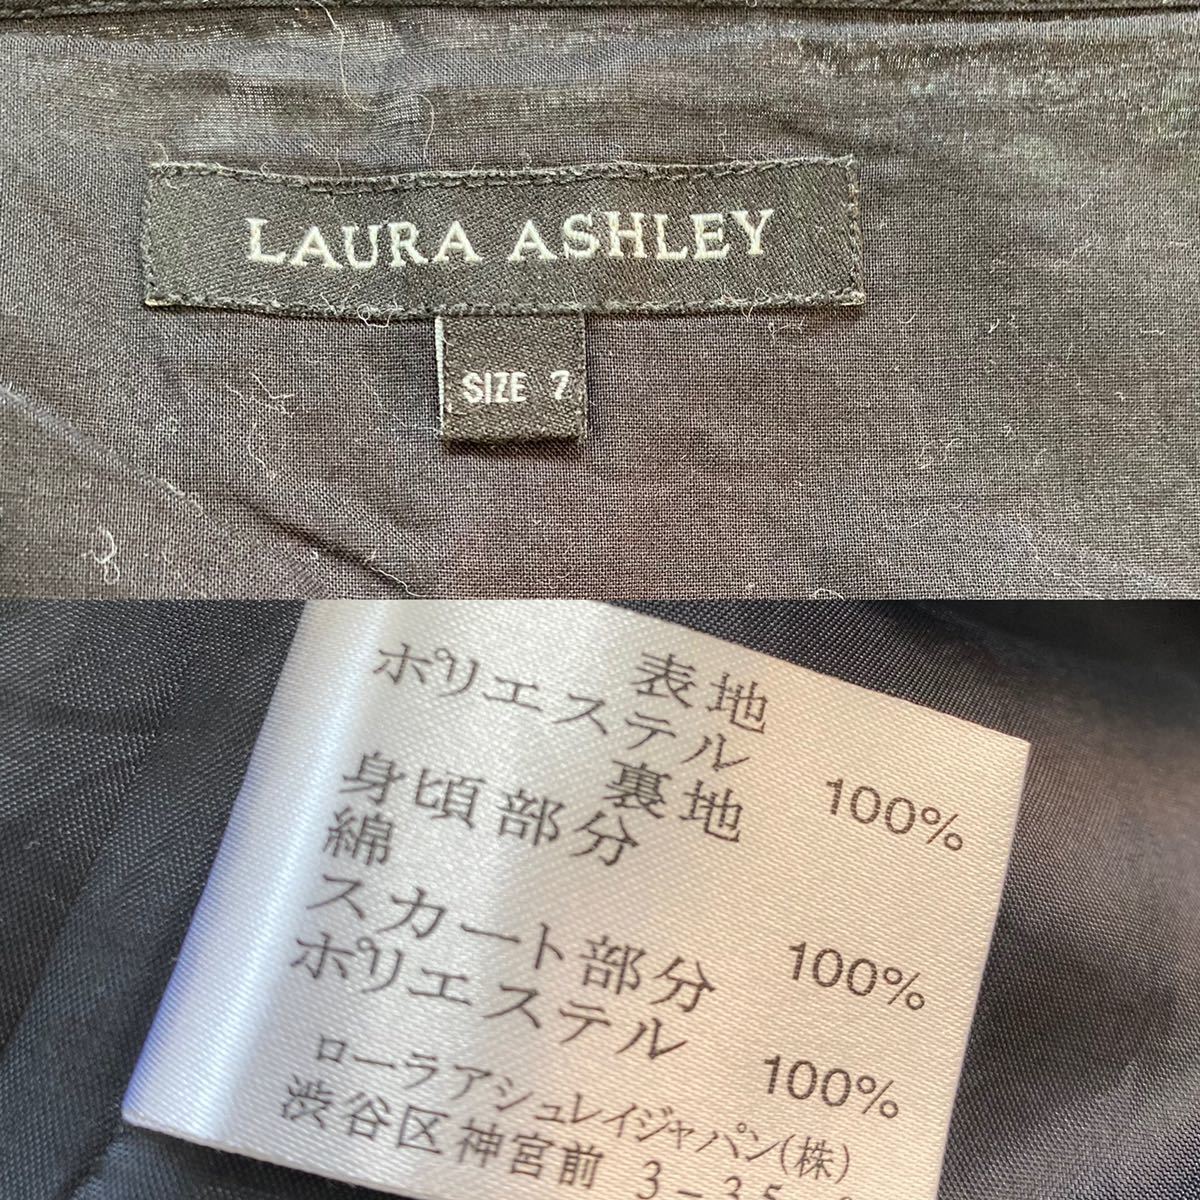 LAURA ASHLEY
SIZE 7
表地
ポリエステル 100%
裏地
身頃部分
綿 100%
スカート部分
ポリエステル 100%
ローラアシュレイジャパン(株)
渋谷区神宮前 3-35